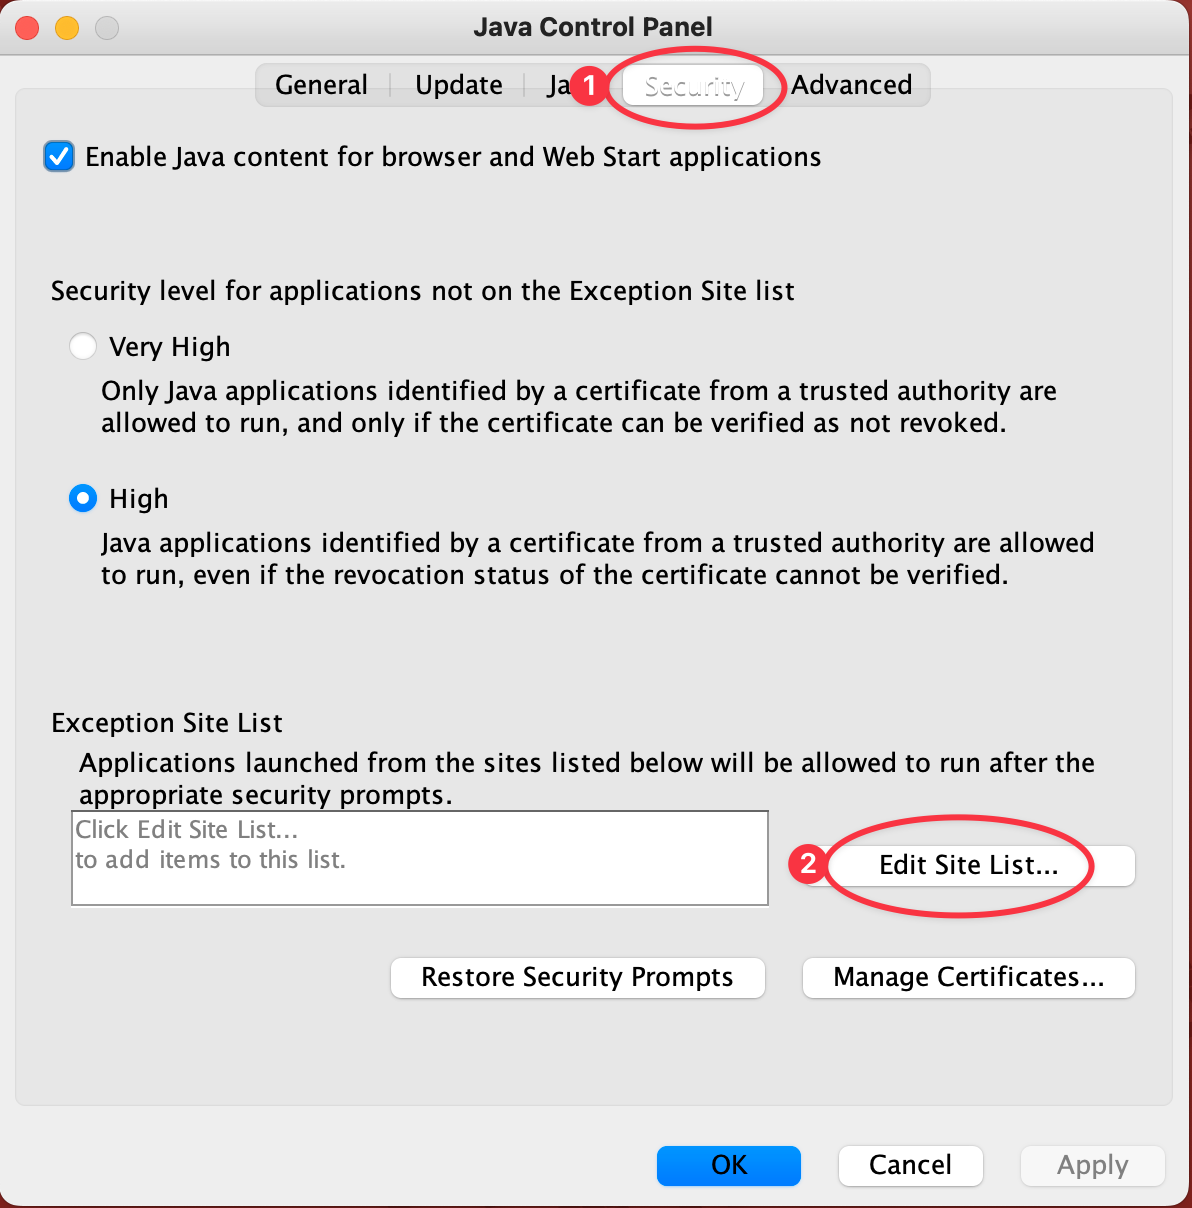 Java Control Panel
General Update Ja 1 Security Advanced
Enable Java content for browser and Web Start applications
Security level for applications not on the Exception Site list
Very High
Only Java applications identified by a certificate from a trusted authority are
allowed to run, and only if the certificate can be verified as not revoked.
High
Java applications identified by a certificate from a trusted authority are allowed
to run, even if the revocation status of the certificate cannot be verified.
Exception Site List
Applications launched from the sites listed below will be allowed to run after the
appropriate security prompts.
Click Edit Site List...
to add items to this list.
2 Edit Site List...
Restore Security Prompts Manage Certificates...
OK Cancel Apply